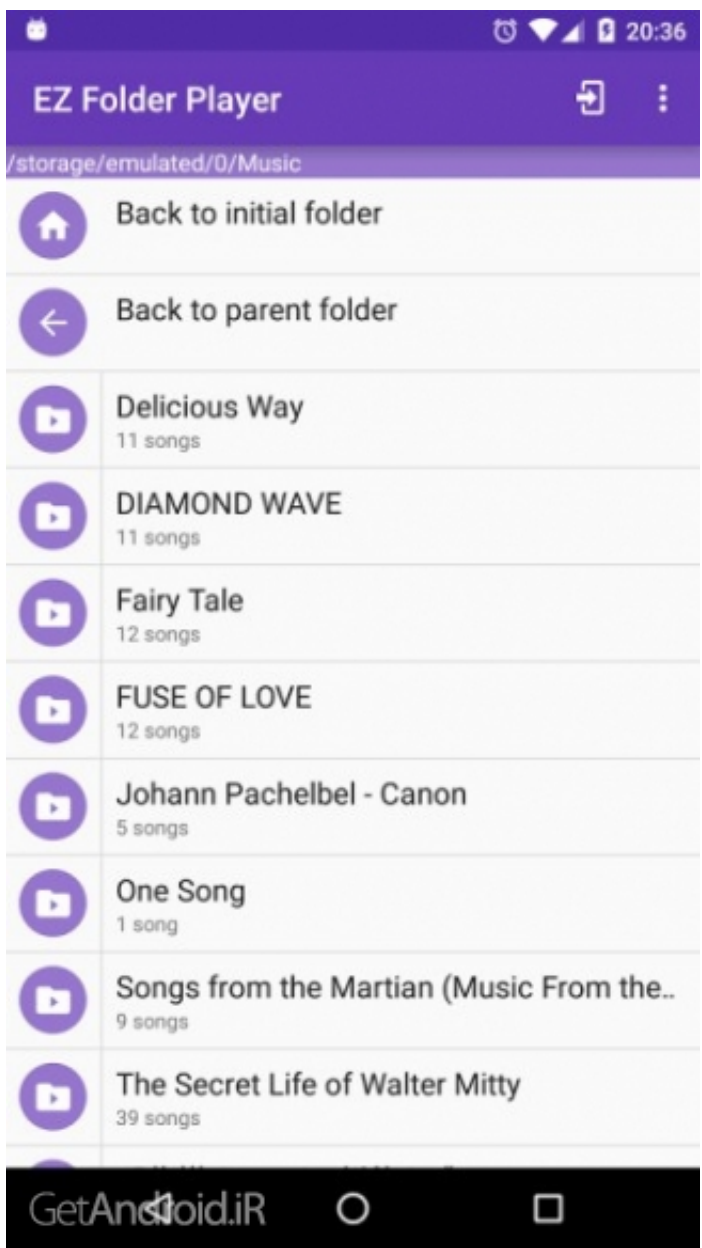 20:36
EZ Folder Player
/storage/emulated/0/Music
Back to initial folder
Back to parent folder
Delicious Way
11 songs
DIAMOND WAVE
11 songs
Fairy Tale
12 songs
FUSE OF LOVE
12 songs
Johann Pachelbel - Canon
5 songs
One Song
1 song
Songs from the Martian (Music From the..
9 songs
The Secret Life of Walter Mitty
39 songs
GetAndroid.iR